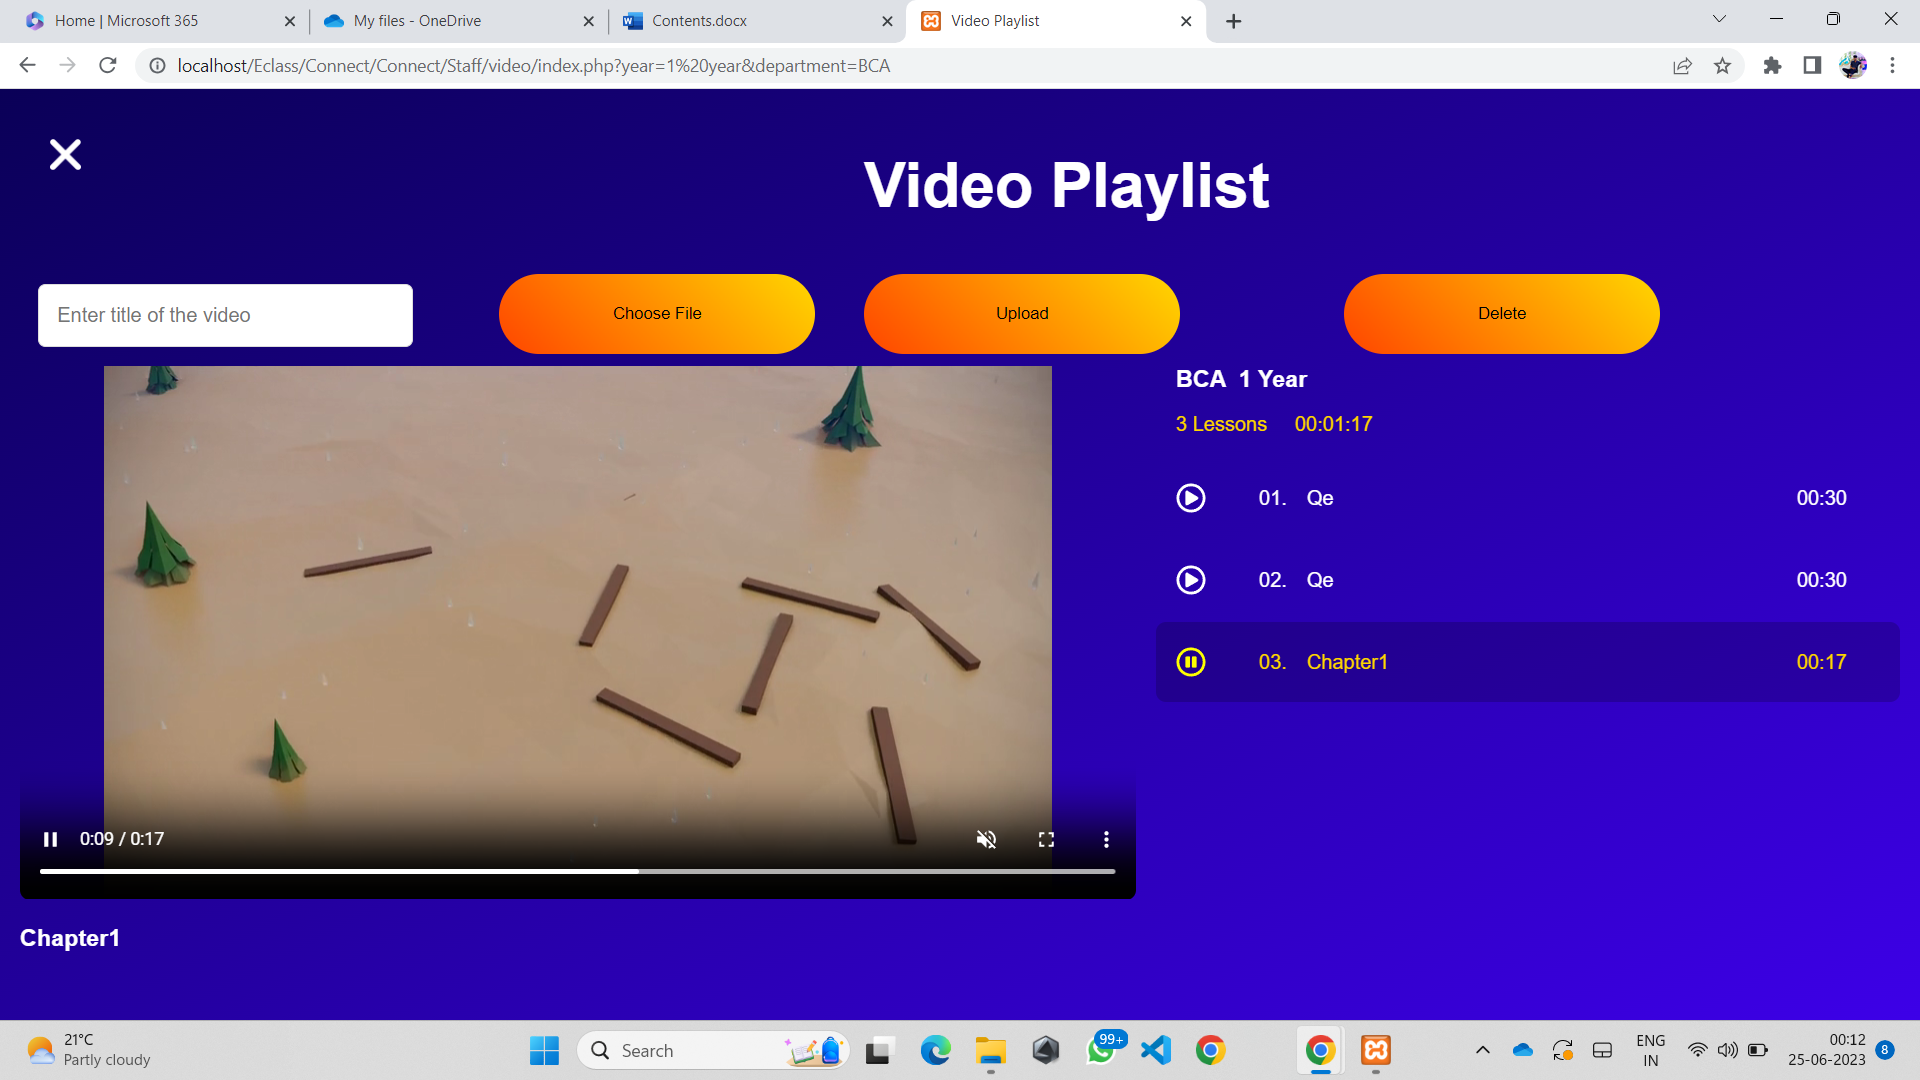 Home | Microsoft 365
My files - OneDrive
Contents.docx
Video Playlist
localhost/Eclass/Connect/Connect/Staff/video/index.php?year=1%20year&department=BCA
Video Playlist
Enter title of the video
Choose File
Upload
Delete
BCA 1 Year
3 Lessons 00:01:17
01. Qe 00:30
02. Qe 00:30
03. Chapter1 00:17
0:09 / 0:17
Chapter1
21°C
Partly cloudy
Search
99+
ENG
IN
00:12
25-06-2023
8